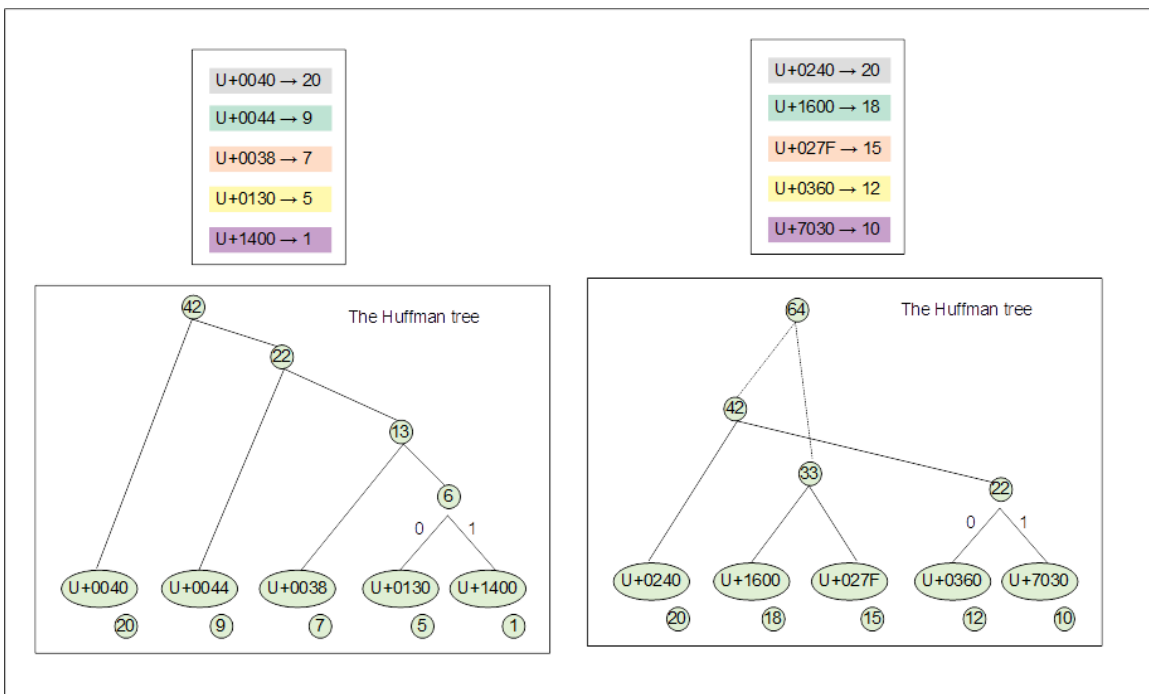 U+0040 → 20
U+0044 → 9
U+0038 → 7
U+0130 → 5
U+1400 → 1
U+0240 → 20
U+1600 → 18
U+027F → 15
U+0360 → 12
U+7030 → 10
The Huffman tree
42
22
13
6
0 1
U+0040 U+0044 U+0038 U+0130 U+1400
20 9 7 5 1
The Huffman tree
64
42
33
22
0 1
U+0240 U+1600 U+027F U+0360 U+7030
20 18 15 12 10